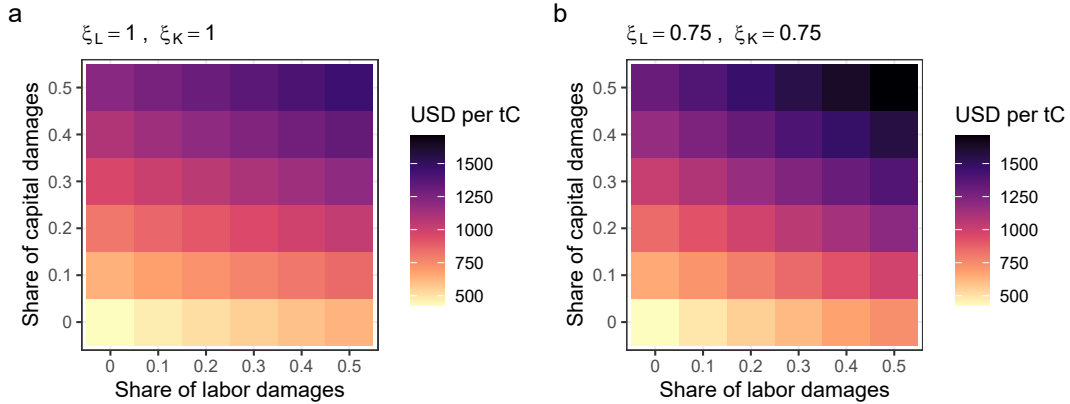 a
ξL = 1 , ξK = 1
Share of capital damages
0.5
0.4
0.3
0.2
0.1
0
0 0.1 0.2 0.3 0.4 0.5
Share of labor damages
USD per tC
1500
1250
1000
750
500
b
ξL = 0.75 , ξK = 0.75
Share of capital damages
0.5
0.4
0.3
0.2
0.1
0
0 0.1 0.2 0.3 0.4 0.5
Share of labor damages
USD per tC
1500
1250
1000
750
500